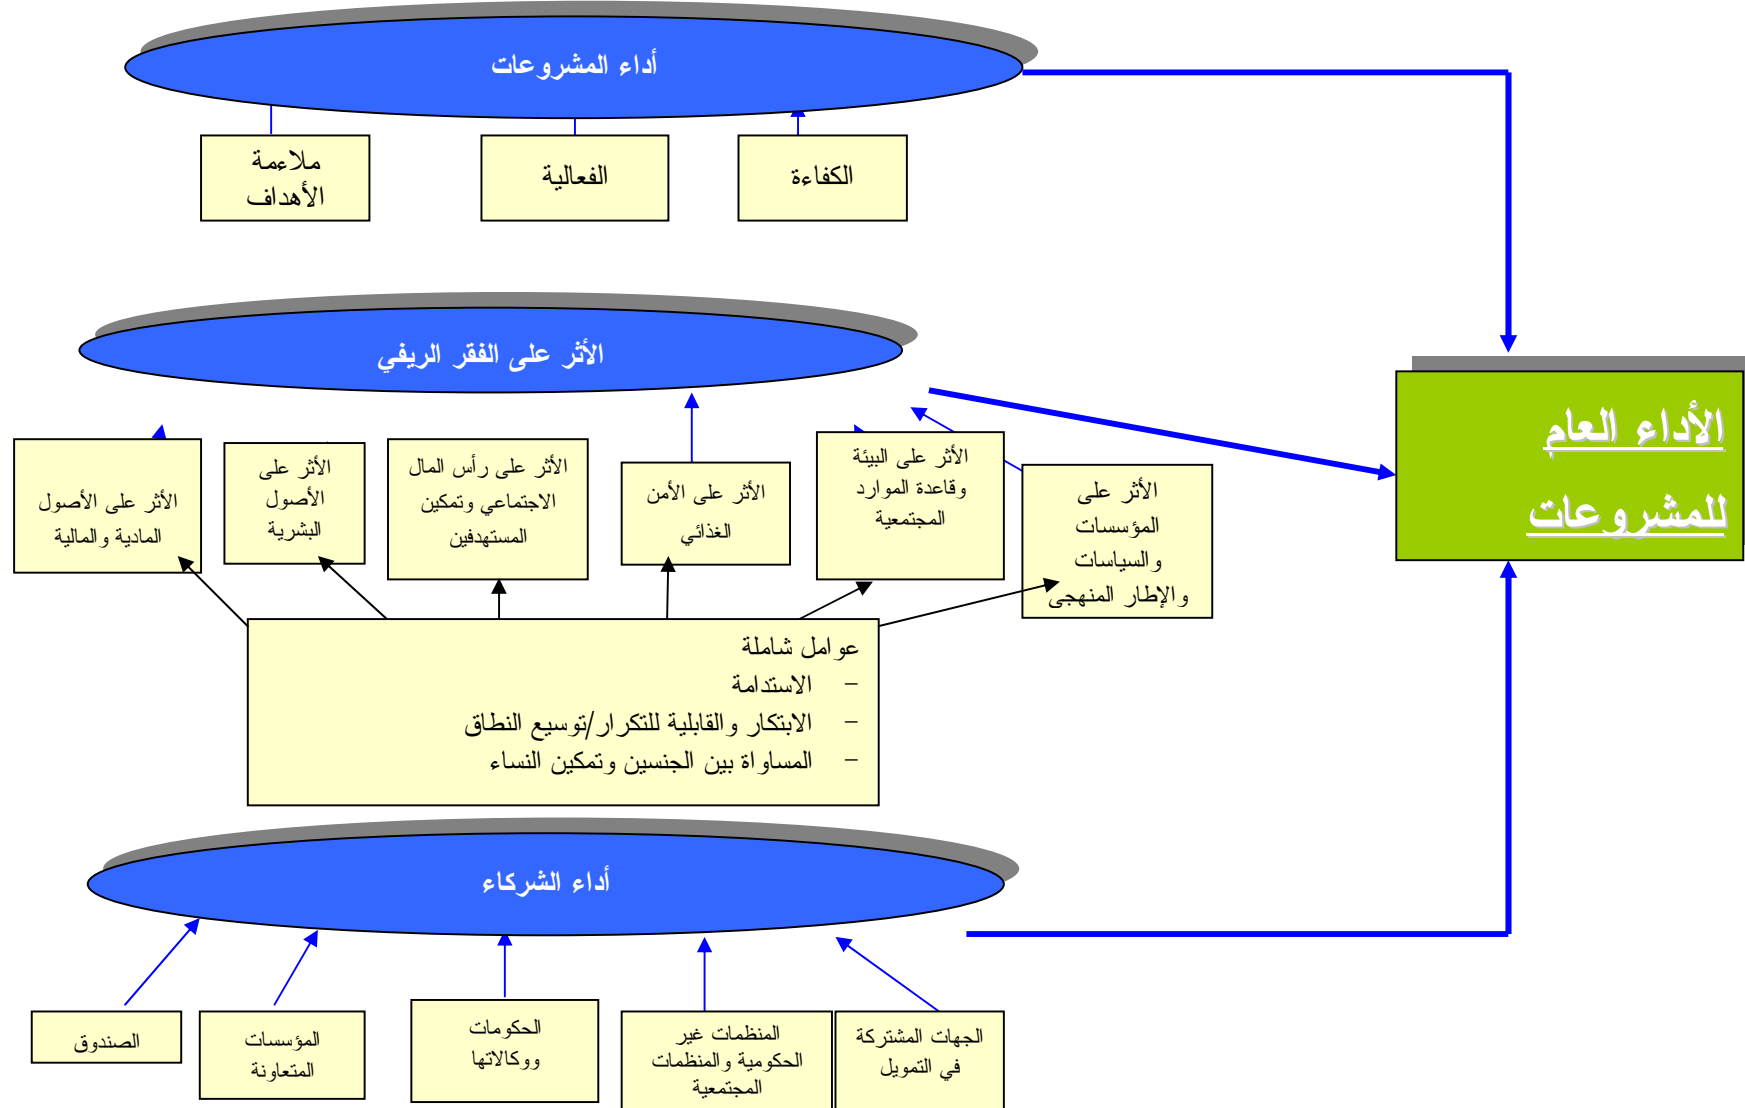 أداء المشروعات
الكفاءة
الفعالية
ملاءمة
الأهداف
الأثر على الفقر الريفي
الأداء العام
للمشروعات
الأثر على
المؤسسات
والسياسات
والإطار المنهجى
الأثر على البيئة
وقاعدة الموارد
المجتمعية
الأثر على الأمن
الغذائي
الأثر على رأس المال
الاجتماعي وتمكين
المستهدفين
الأثر على
الأصول
البشرية
الأثر على الأصول
المادية والمالية
عوامل شاملة
– الاستدامة
– الابتكار والقابلية للتكرار/توسيع النطاق
– المساواة بين الجنسين وتمكين النساء
أداء الشركاء
الجهات المشتركة
في التمويل
المنظمات غير
الحكومية والمنظمات
المجتمعية
الحكومات
ووكالاتها
المؤسسات
المتعاونة
الصندوق